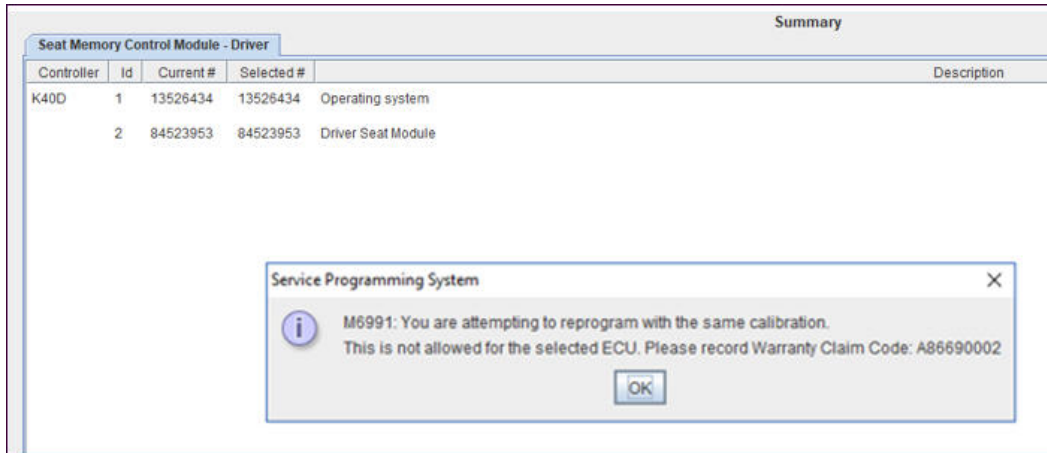 Summary
Seat Memory Control Module - Driver
Controller Id Current # Selected # Description
K40D 1 13526434 13526434 Operating system
2 84523953 84523953 Driver Seat Module
Service Programming System
M6991: You are attempting to reprogram with the same calibration.
This is not allowed for the selected ECU. Please record Warranty Claim Code: A86690002
OK